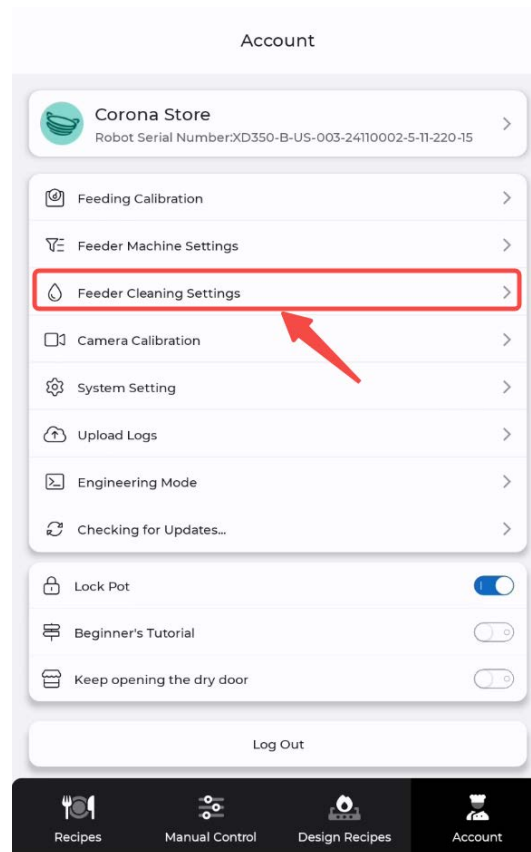 Account
Corona Store
Robot Serial Number:XD350-B-US-003-24110002-5-11-220-15
Feeding Calibration
Feeder Machine Settings
Feeder Cleaning Settings
Camera Calibration
System Setting
Upload Logs
Engineering Mode
Checking for Updates...
Lock Pot
Beginner's Tutorial
Keep opening the dry door
Log Out
Recipes
Manual Control
Design Recipes
Account